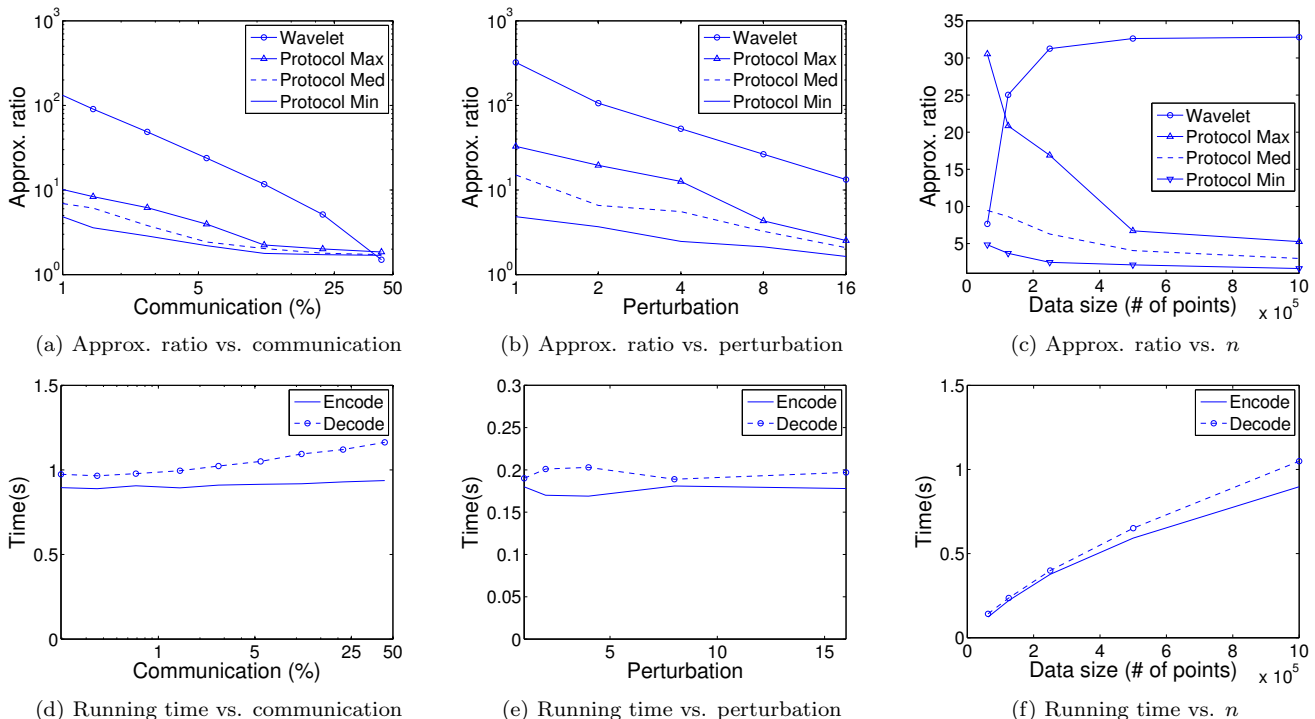 10^3
10^2
10^1
10^0
Approx. ratio
1 5 25 50
Communication (%)
Wavelet
Protocol Max
Protocol Med
Protocol Min
(a) Approx. ratio vs. communication
10^3
10^2
10^1
10^0
Approx. ratio
1 2 4 8 16
Perturbation
Wavelet
Protocol Max
Protocol Med
Protocol Min
(b) Approx. ratio vs. perturbation
35
30
25
20
15
10
5
Approx. ratio
0 2 4 6 8 10
Data size (# of points)
x 10^5
Wavelet
Protocol Max
Protocol Med
Protocol Min
(c) Approx. ratio vs. n
1.5
1
0.5
0
Time(s)
1 5 25 50
Communication (%)
Encode
Decode
(d) Running time vs. communication
0.3
0.25
0.2
0.15
0.1
0.05
0
Time(s)
5 10 15
Perturbation
Encode
Decode
(e) Running time vs. perturbation
1.5
1
0.5
0
Time(s)
0 2 4 6 8 10
Data size (# of points)
x 10^5
Encode
Decode
(f) Running time vs. n